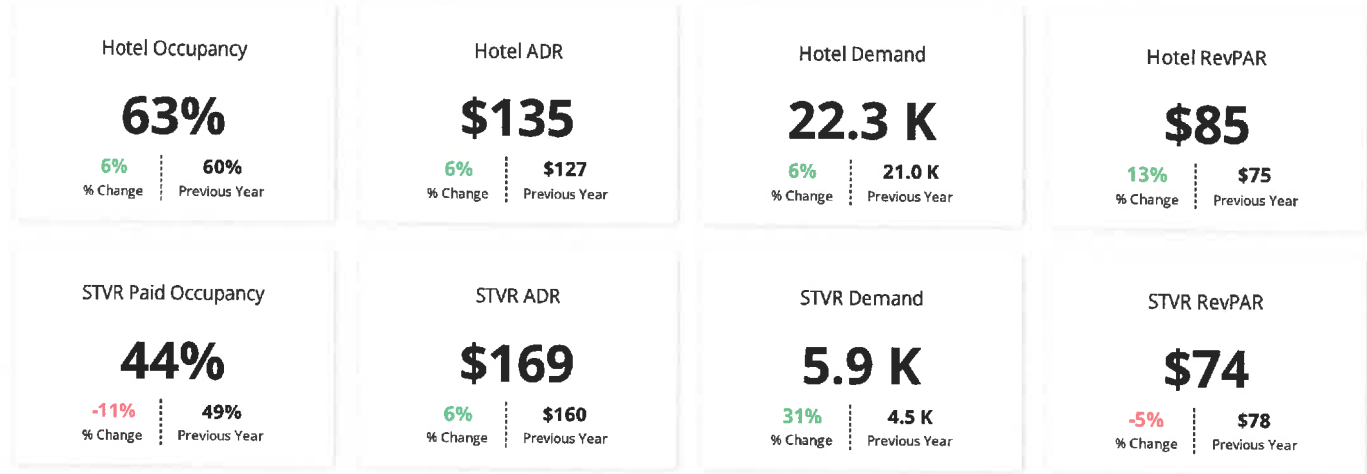 Hotel Occupancy
63%
6% 60%
% Change Previous Year
Hotel ADR
$135
6% $127
% Change Previous Year
Hotel Demand
22.3 K
6% 21.0 K
% Change Previous Year
Hotel RevPAR
$85
13% $75
% Change Previous Year
STVR Paid Occupancy
44%
-11% 49%
% Change Previous Year
STVR ADR
$169
6% $160
% Change Previous Year
STVR Demand
5.9 K
31% 4.5 K
% Change Previous Year
STVR RevPAR
$74
-5% $78
% Change Previous Year